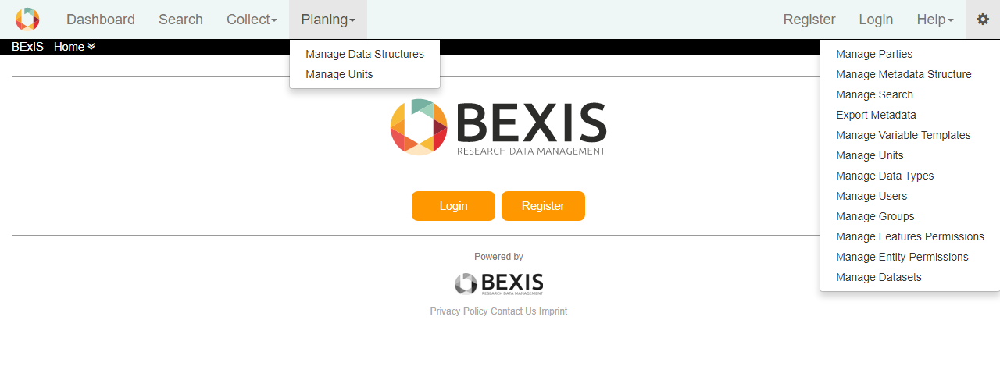 Dashboard Search Collect Planing Register Login Help
BExIS - Home
Manage Data Structures
Manage Units
Manage Parties
Manage Metadata Structure
Manage Search
Export Metadata
Manage Variable Templates
Manage Units
Manage Data Types
Manage Users
Manage Groups
Manage Features Permissions
Manage Entity Permissions
Manage Datasets
BEXIS
RESEARCH DATA MANAGEMENT
Login Register
Powered by
BEXIS
RESEARCH DATA MANAGEMENT
Privacy Policy Contact Us Imprint